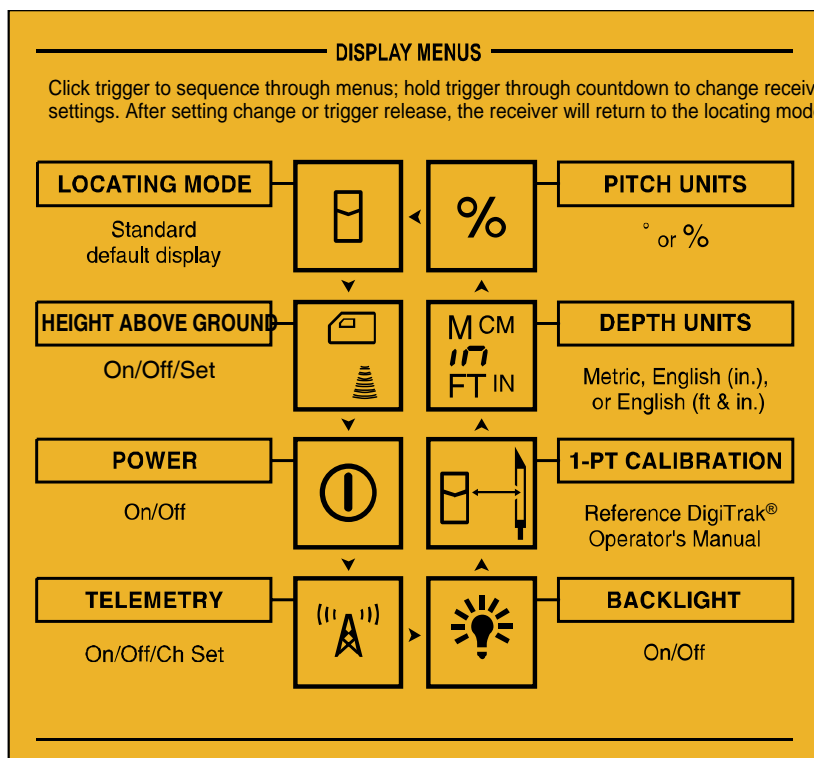 DISPLAY MENUS
Click trigger to sequence through menus; hold trigger through countdown to change receiv
settings. After setting change or trigger release, the receiver will return to the locating mod
LOCATING MODE
Standard
default display
%
PITCH UNITS
° or %
HEIGHT ABOVE GROUND
On/Off/Set
M CM
in
FT IN
DEPTH UNITS
Metric, English (in.),
or English (ft & in.)
POWER
On/Off
1-PT CALIBRATION
Reference DigiTrak®
Operator's Manual
TELEMETRY
On/Off/Ch Set
BACKLIGHT
On/Off